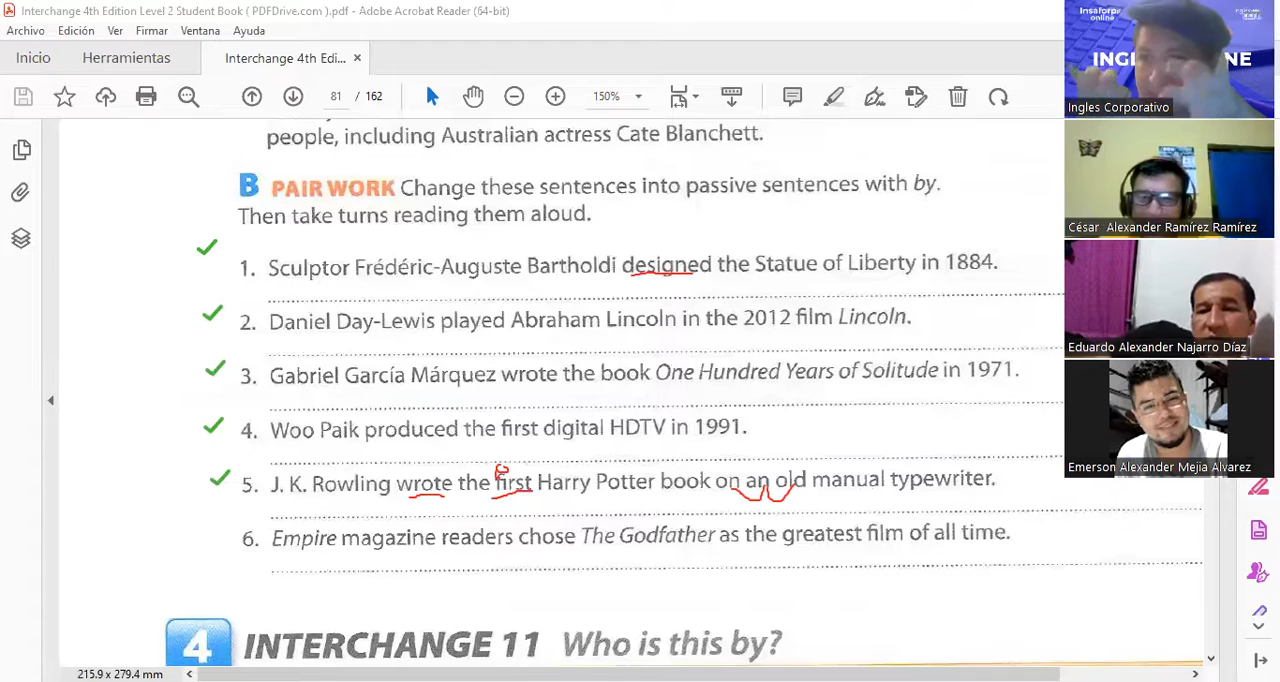 Interchange 4th Edition Level 2 Student Book ( PDFDrive.com ).pdf - Adobe Acrobat Reader (64-bit)
Archivo Edición Ver Firmar Ventana Ayuda
Inicio Herramientas Interchange 4th Edi... ×
81 / 162 150%
people, including Australian actress Cate Blanchett.
B PAIR WORK Change these sentences into passive sentences with by.
Then take turns reading them aloud.
1. Sculptor Frédéric-Auguste Bartholdi designed the Statue of Liberty in 1884.
2. Daniel Day-Lewis played Abraham Lincoln in the 2012 film Lincoln.
3. Gabriel García Márquez wrote the book One Hundred Years of Solitude in 1971.
4. Woo Paik produced the first digital HDTV in 1991.
5. J. K. Rowling wrote the first Harry Potter book on an old manual typewriter.
6. Empire magazine readers chose The Godfather as the greatest film of all time.
4 INTERCHANGE 11 Who is this by?
215.9 x 279.4 mm
Insaforp
online
INGL NE
Ingles Corporativo
César Alexander Ramírez Ramírez
Eduardo Alexander Najarro Díaz
Emerson Alexander Mejia Alvarez